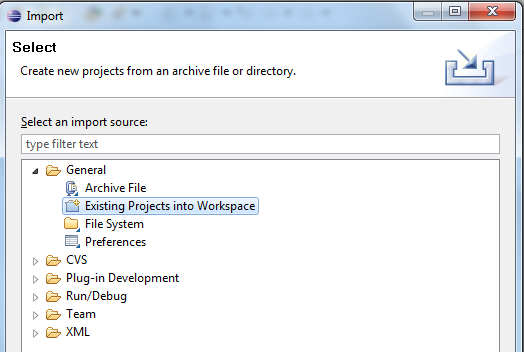 Import
Select
Create new projects from an archive file or directory.
Select an import source:
type filter text
General
Archive File
Existing Projects into Workspace
File System
Preferences
CVS
Plug-in Development
Run/Debug
Team
XML